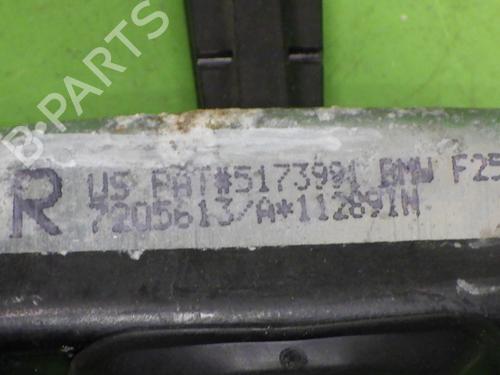 B-PARTS
R
US PAT#5173991 BMW F25
7205613/A*11289IN